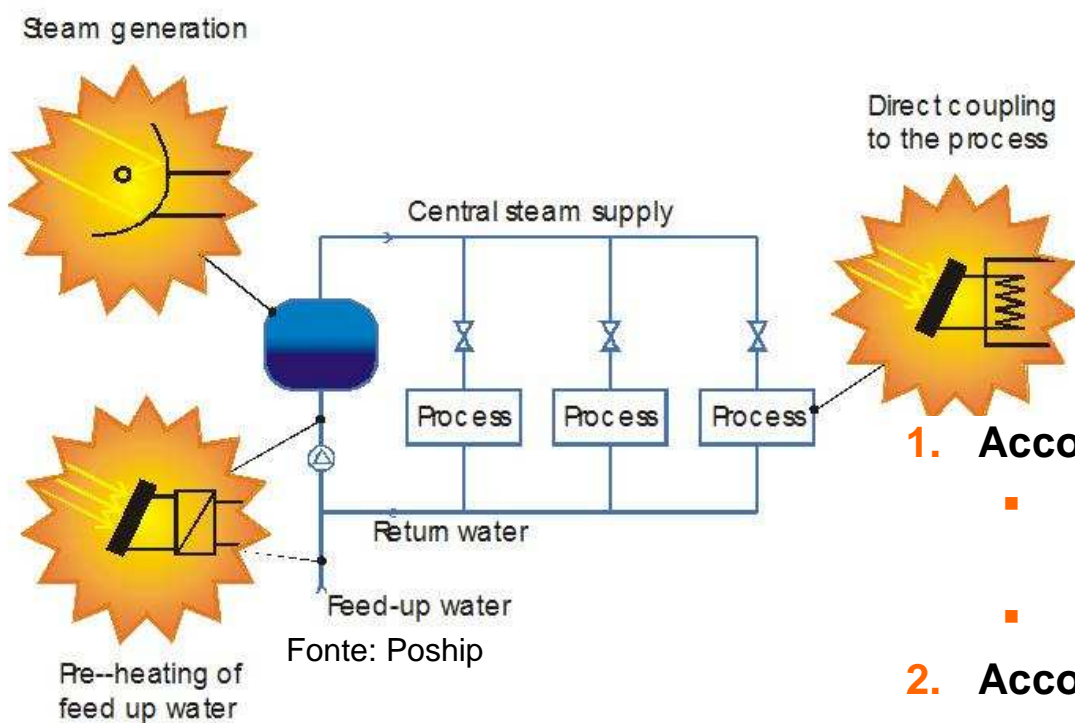 Steam generation
Direct coupling
to the process
Central steam supply
Process
Process
Process
1. Acco
▪
▪
Return water
Feed-up water
Fonte: Poship
Pre--heating of
feed up water
2. Acco